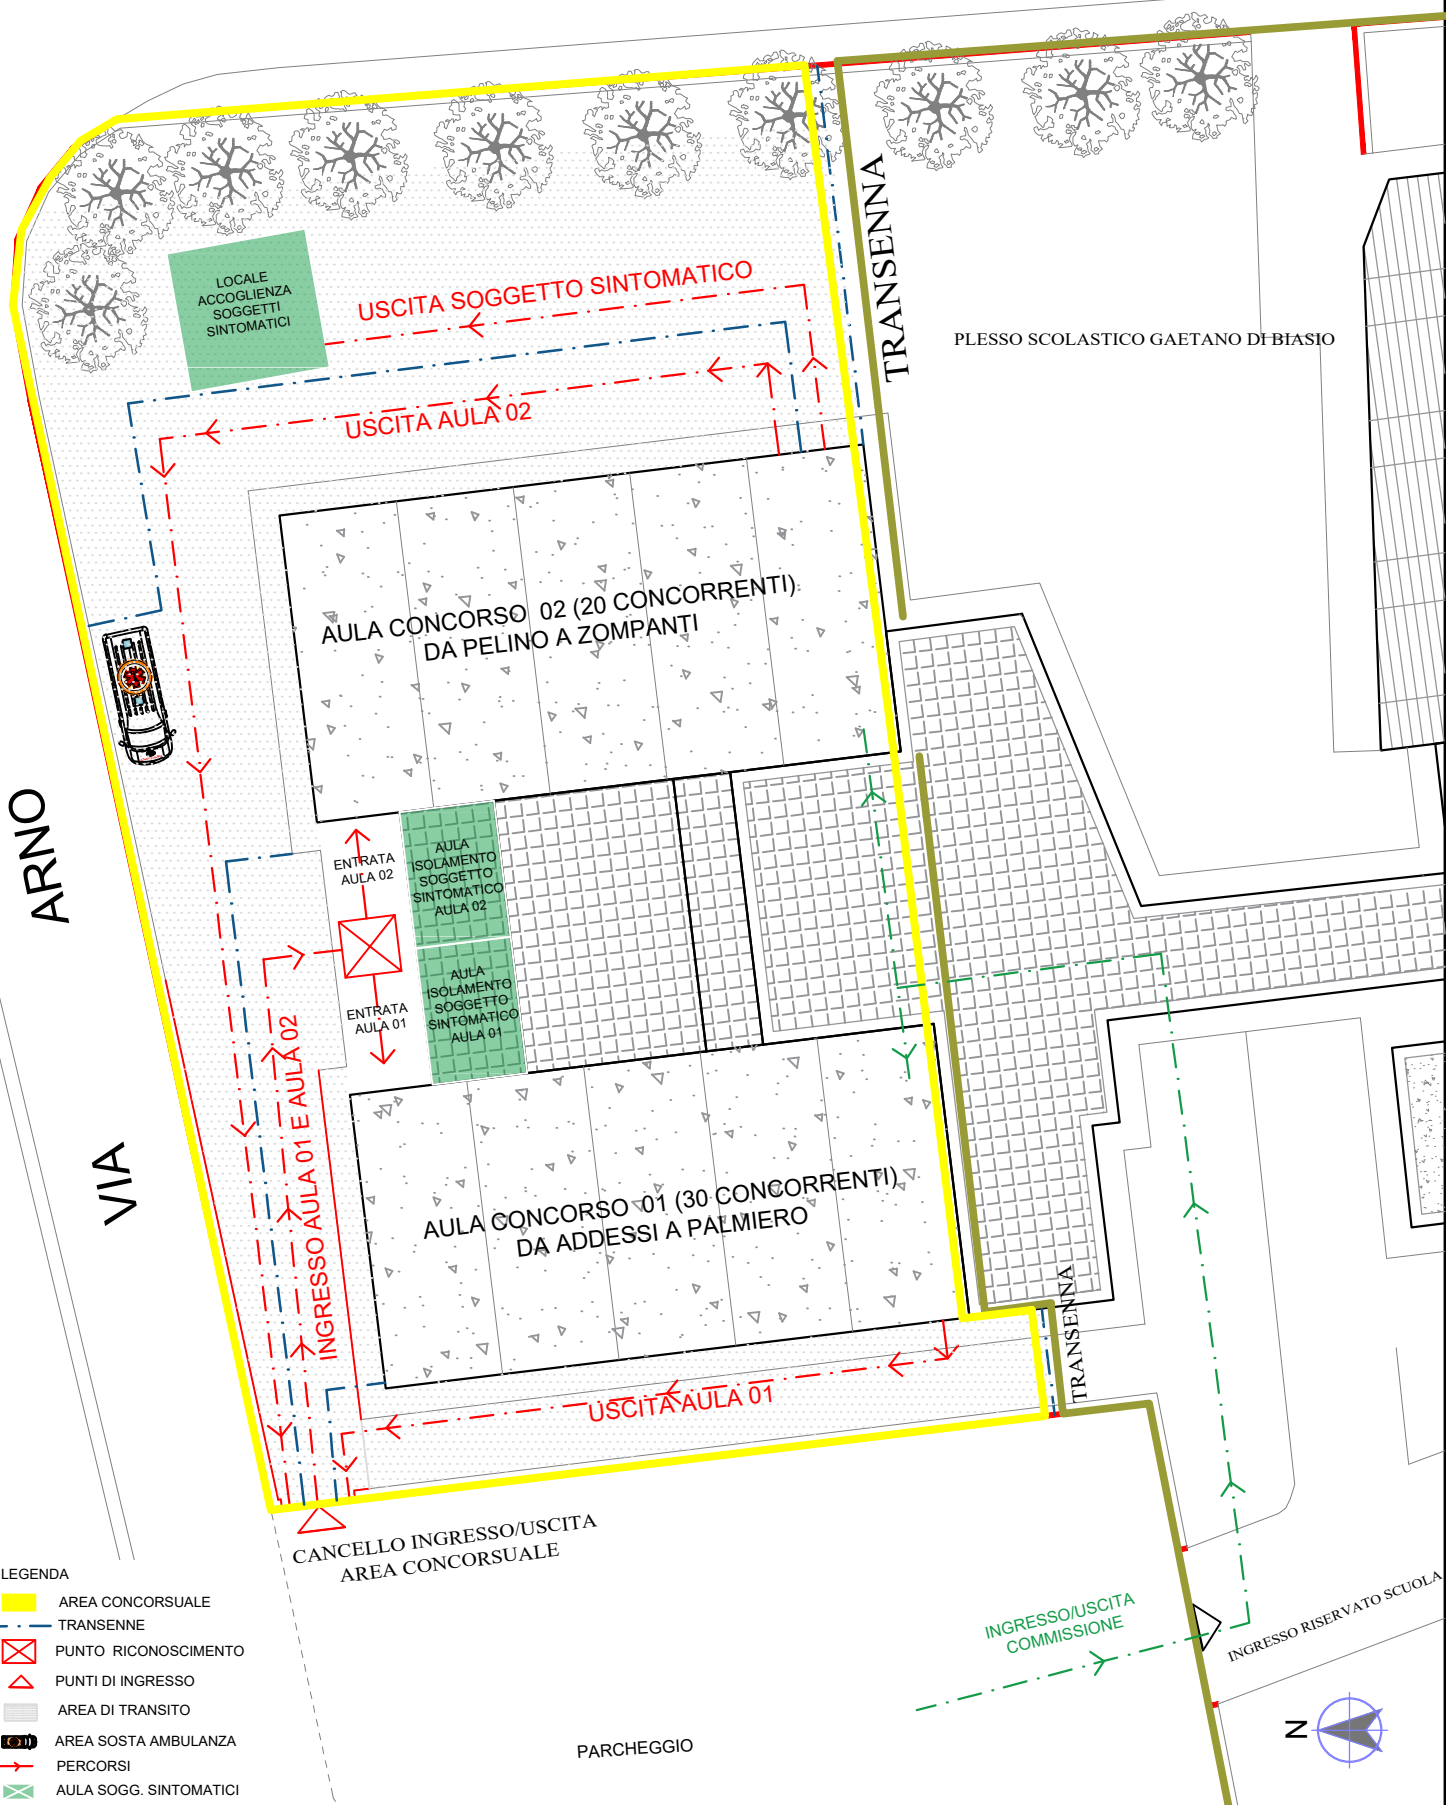 TRANSENNA
LOCALE
ACCOGLIENZA
SOGGETTI
SINTOMATICI
USCITA SOGGETTO SINTOMATICO
PLESSO SCOLASTICO GAETANO DI BIASIO
USCITA AULA 02
AULA CONCORSO 02 (20 CONCORRENTI)
DA PELINO A ZOMPANTI
VIA ARNO
ENTRATA
AULA 02
AULA
ISOLAMENTO
SOGGETTO
SINTOMATICO
AULA 02
AULA
ISOLAMENTO
SOGGETTO
SINTOMATICO
AULA 01
ENTRATA
AULA 01
INGRESSO AULA 01 E AULA 02
AULA CONCORSO 01 (30 CONCORRENTI)
DA ADDESSI A PALMIERO
TRANSENNA
USCITA AULA 01
CANCELLO INGRESSO/USCITA
AREA CONCORSUALE
INGRESSO/USCITA
COMMISSIONE
INGRESSO RISERVATO SCUOLA
PARCHEGGIO
N
LEGENDA
AREA CONCORSUALE
TRANSENNE
PUNTO RICONOSCIMENTO
PUNTI DI INGRESSO
AREA DI TRANSITO
AREA SOSTA AMBULANZA
PERCORSI
AULA SOGG. SINTOMATICI